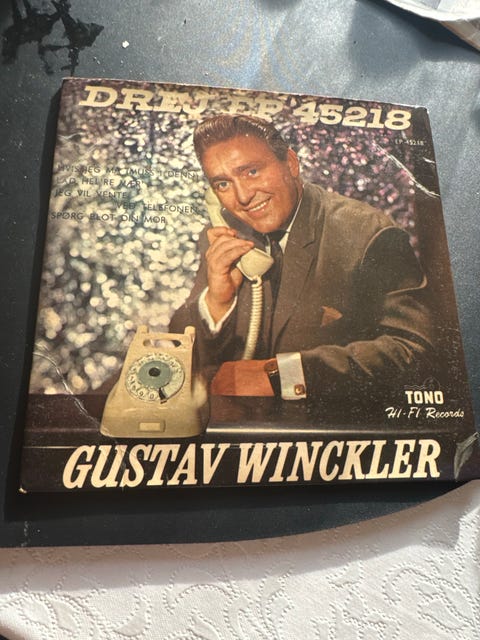 DREJ EP 45218
EP 45218
JEG VIL VENTE
VED TELEFONEN
SPØRG BLOT DIN MOR
TONO
HI-FI Records
GUSTAV WINCKLER